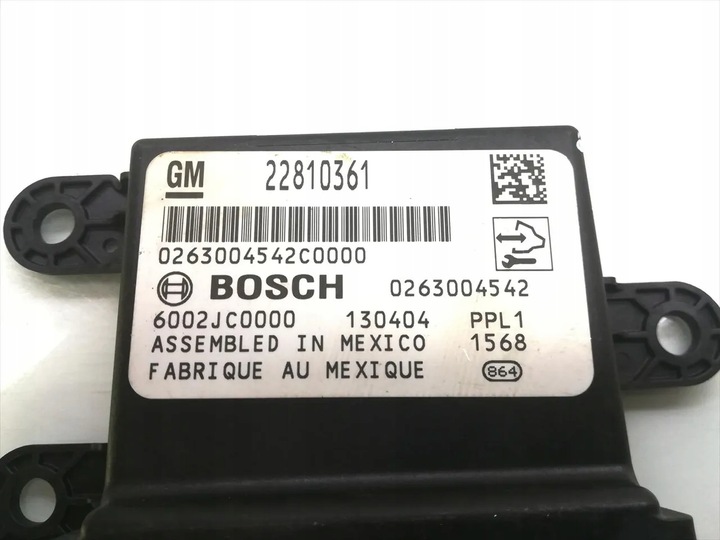 GM 22810361
0263004542C0000
BOSCH 0263004542
6002JC0000 130404 PPL1
ASSEMBLED IN MEXICO 1568
FABRIQUE AU MEXIQUE 864